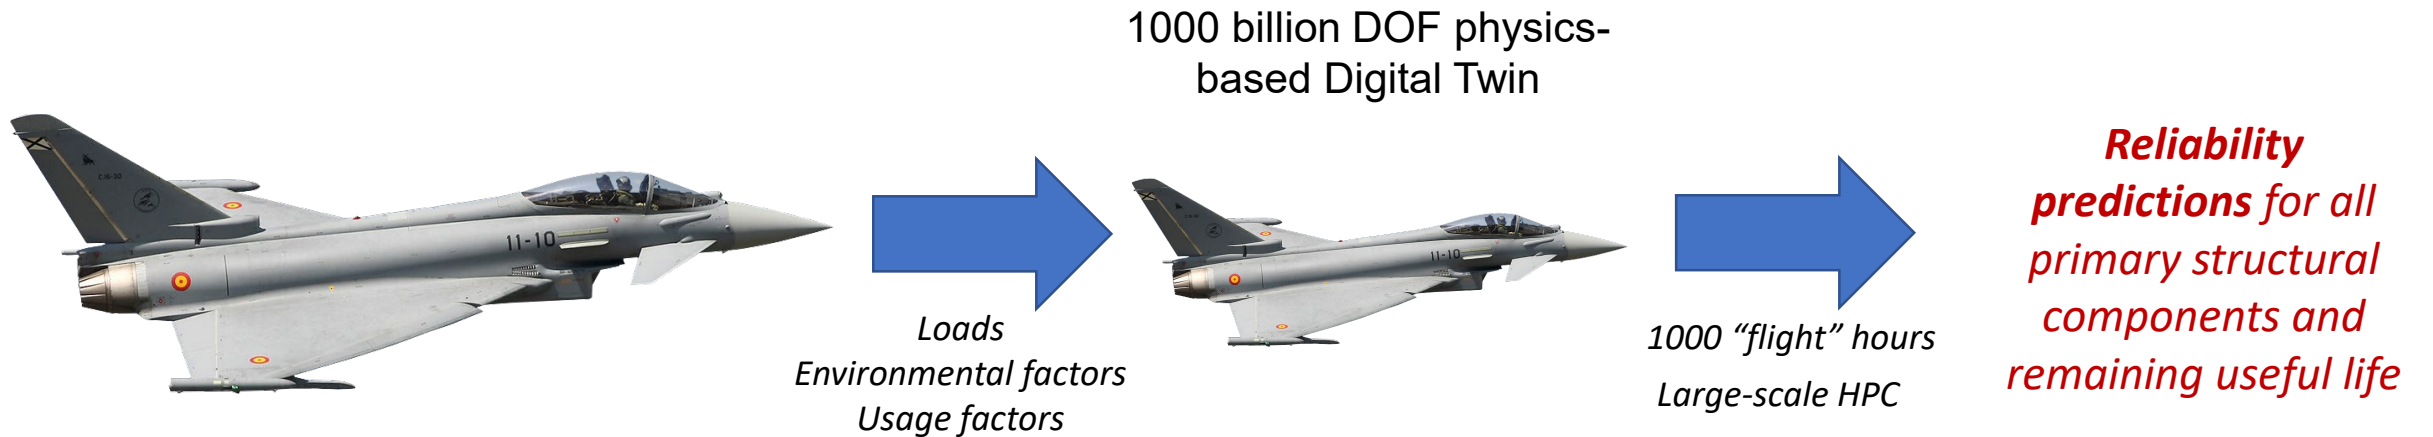 1000 billion DOF physics-
based Digital Twin
11-10
Loads
Environmental factors
Usage factors
11-10
1000 “flight” hours
Large-scale HPC
Reliability
predictions for all
primary structural
components and
remaining useful life